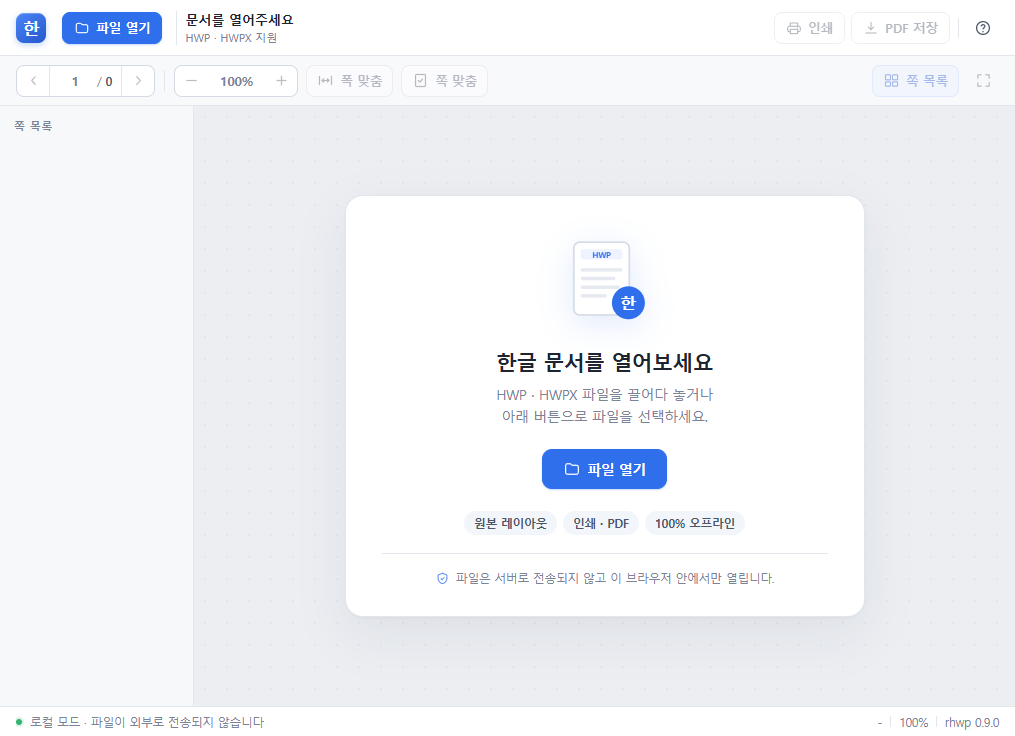 한
파일 열기
문서를 열어주세요
HWP · HWPX 지원
인쇄
PDF 저장
1 / 0
100%
쪽 맞춤
쪽 맞춤
쪽 목록
쪽 목록
HWP
한
한글 문서를 열어보세요
HWP · HWPX 파일을 끌어다 놓거나
아래 버튼으로 파일을 선택하세요.
파일 열기
원본 레이아웃
인쇄 · PDF
100% 오프라인
파일은 서버로 전송되지 않고 이 브라우저 안에서만 열립니다.
로컬 모드 · 파일이 외부로 전송되지 않습니다
-
100%
rhwp 0.9.0